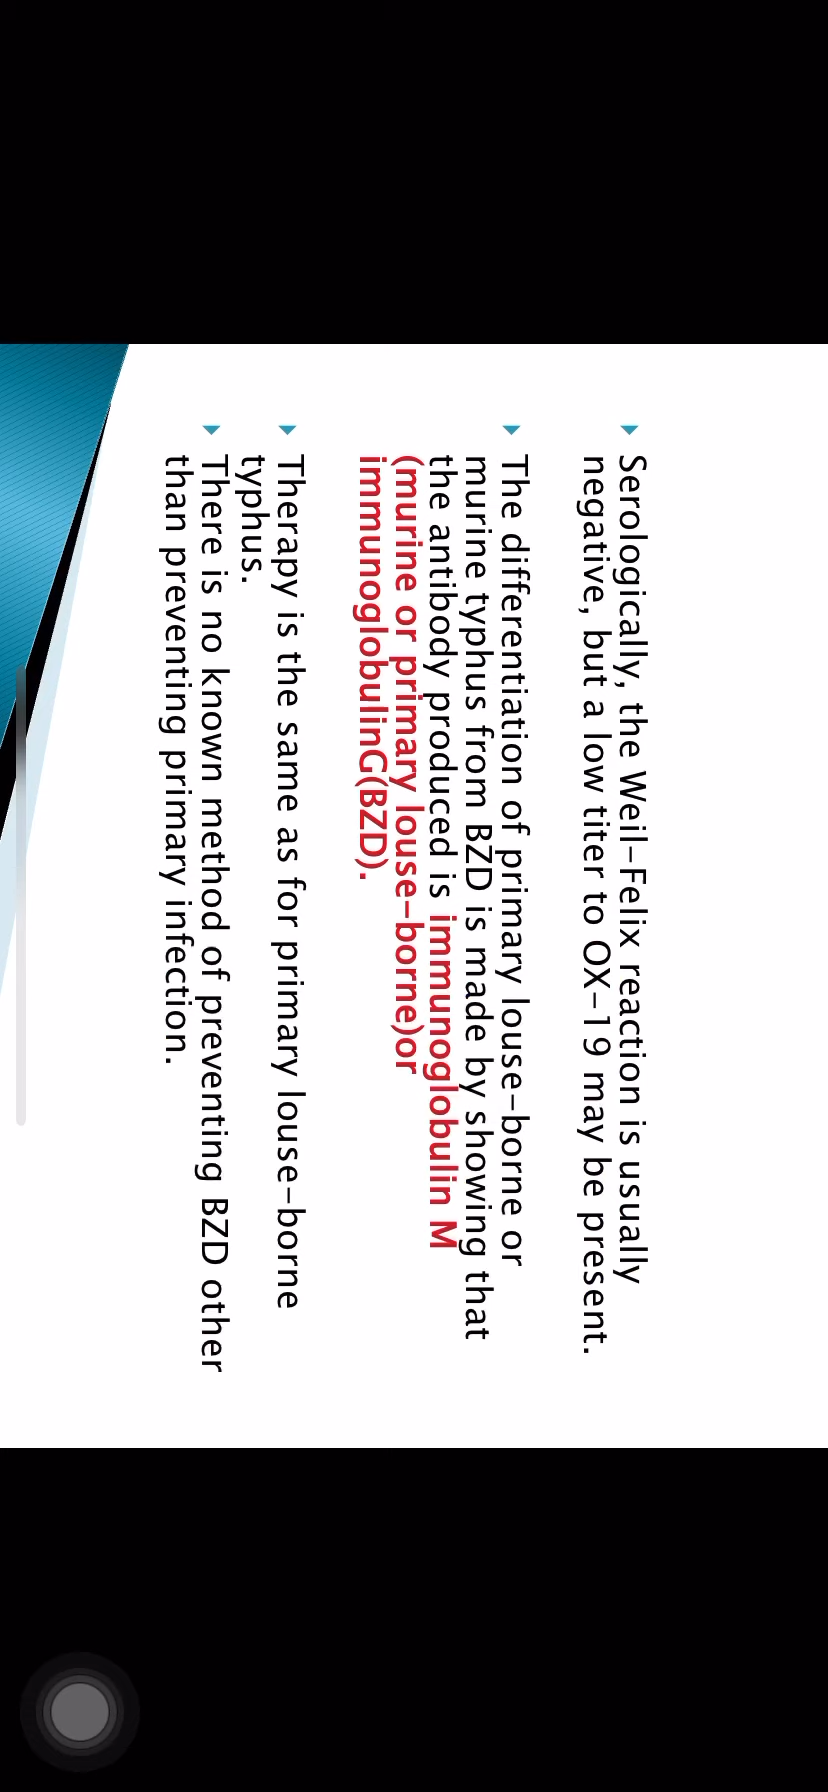 Serologically, the Weil-Felix reaction is usually
negative, but a low titer to OX-19 may be present.
The differentiation of primary louse-borne or
murine typhus from BZD is made by showing that
the antibody produced is immunoglobulin M
(murine or primary louse-borne)or
immunoglobulinG(BZD).
Therapy is the same as for primary louse-borne
typhus.
There is no known method of preventing BZD other
than preventing primary infection.